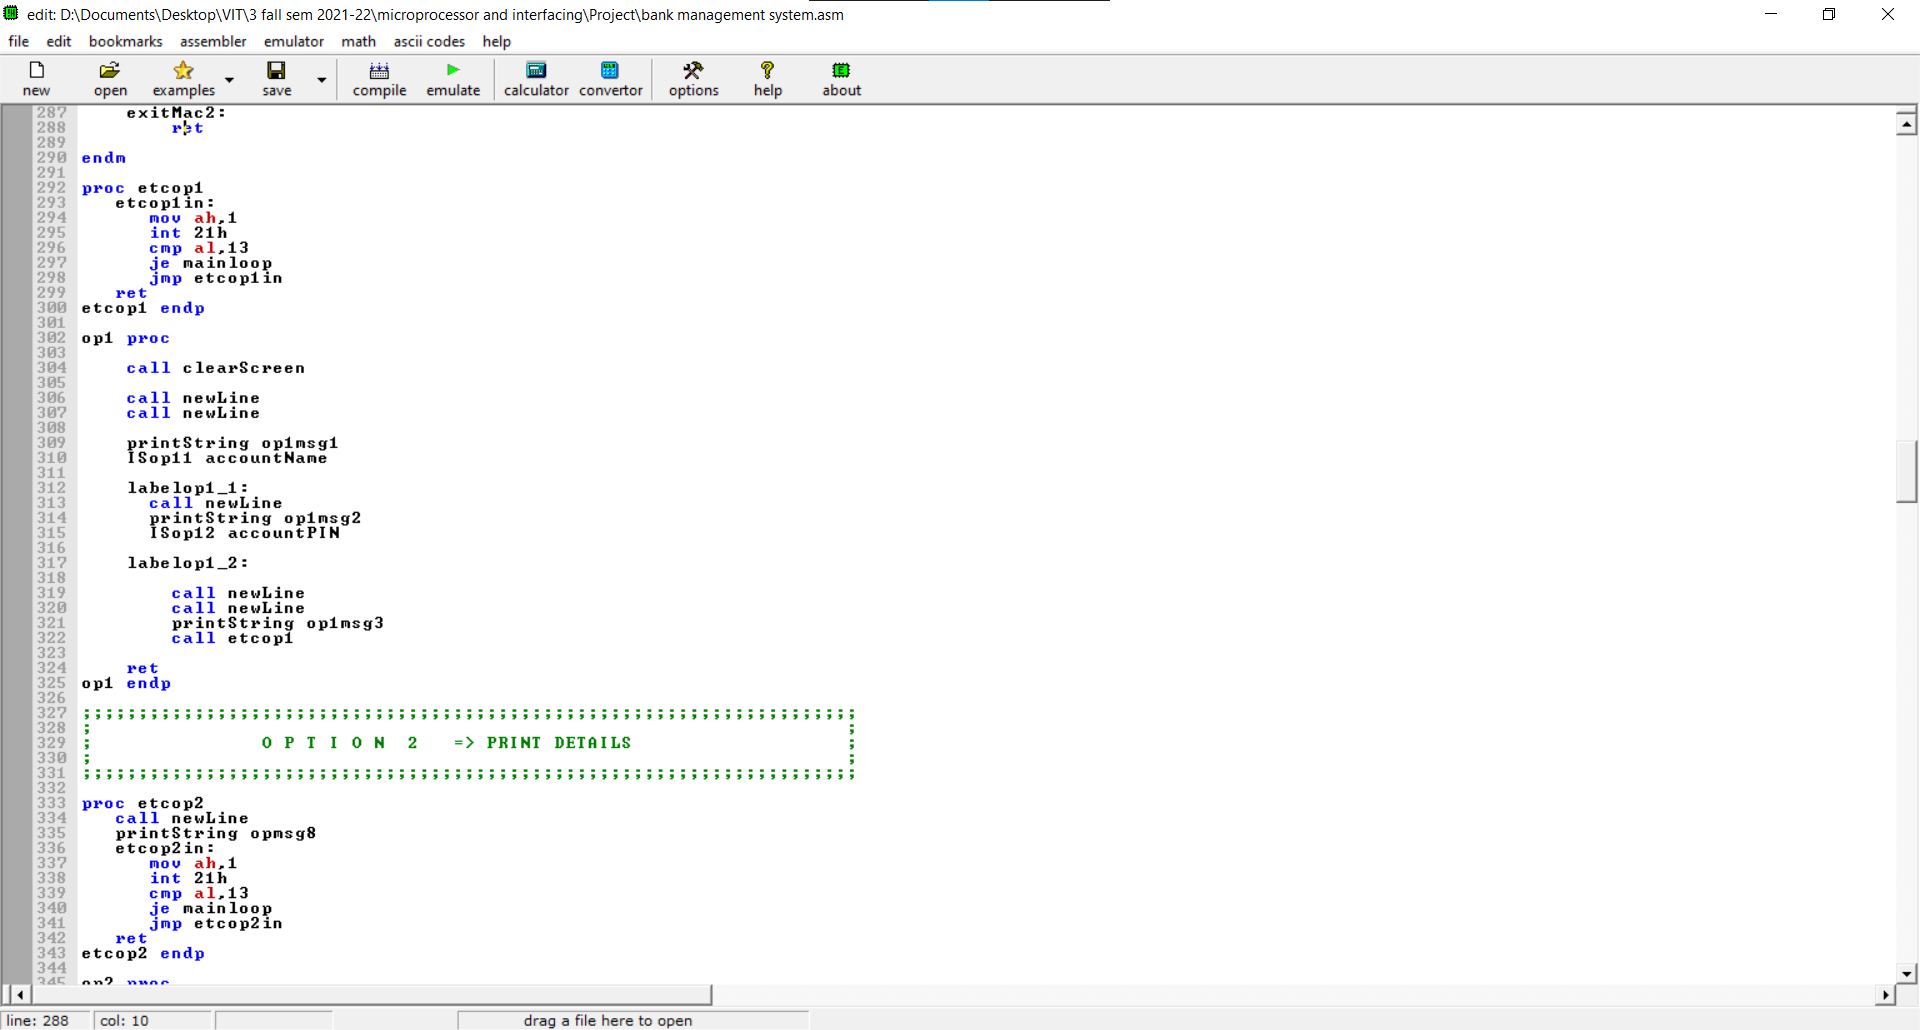 edit: D:\Documents\Desktop\VIT\3 fall sem 2021-22\microprocessor and interfacing\Project\bank management system.asm
file edit bookmarks assembler emulator math ascii codes help
new open examples save compile emulate calculator convertor options help about
287 exitMac2:
288 ret
289
290 endm
291
292 proc etcop1
293 etcop1in:
294 mov ah,1
295 int 21h
296 cmp al,13
297 je mainloop
298 jmp etcop1in
299 ret
300 etcop1 endp
301
302 op1 proc
303
304 call clearScreen
305
306 call newLine
307 call newLine
308
309 printString op1msg1
310 ISop11 accountName
311
312 labelop1_1:
313 call newLine
314 printString op1msg2
315 ISop12 accountPIN
316
317 labelop1_2:
318
319 call newLine
320 call newLine
321 printString op1msg3
322 call etcop1
323
324 ret
325 op1 endp
326
327 ;;;;;;;;;;;;;;;;;;;;;;;;;;;;;;;;;;;;;;;;;;;;;;;;;;;;;;;;;;;;;;;;;;;;;
328 ; ;
329 ; O P T I O N 2 => PRINT DETAILS ;
330 ; ;
331 ;;;;;;;;;;;;;;;;;;;;;;;;;;;;;;;;;;;;;;;;;;;;;;;;;;;;;;;;;;;;;;;;;;;;;
332
333 proc etcop2
334 call newLine
335 printString opmsg8
336 etcop2in:
337 mov ah,1
338 int 21h
339 cmp al,13
340 je mainloop
341 jmp etcop2in
342 ret
343 etcop2 endp
344
345 op2 proc
line: 288 col: 10 drag a file here to open